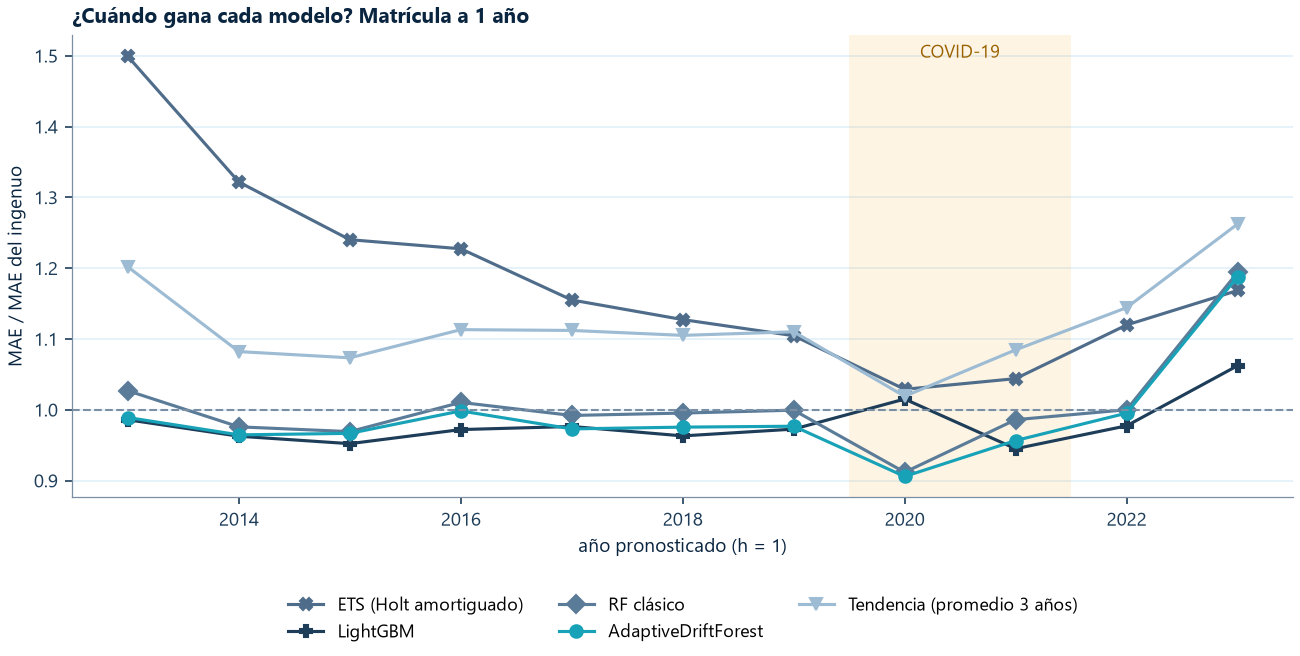 ¿Cuándo gana cada modelo? Matrícula a 1 año
COVID-19
1.5
1.4
1.3
1.2
1.1
1.0
0.9
MAE / MAE del ingenuo
2014
2016
2018
2020
2022
año pronosticado (h = 1)
ETS (Holt amortiguado)
RF clásico
Tendencia (promedio 3 años)
LightGBM
AdaptiveDriftForest